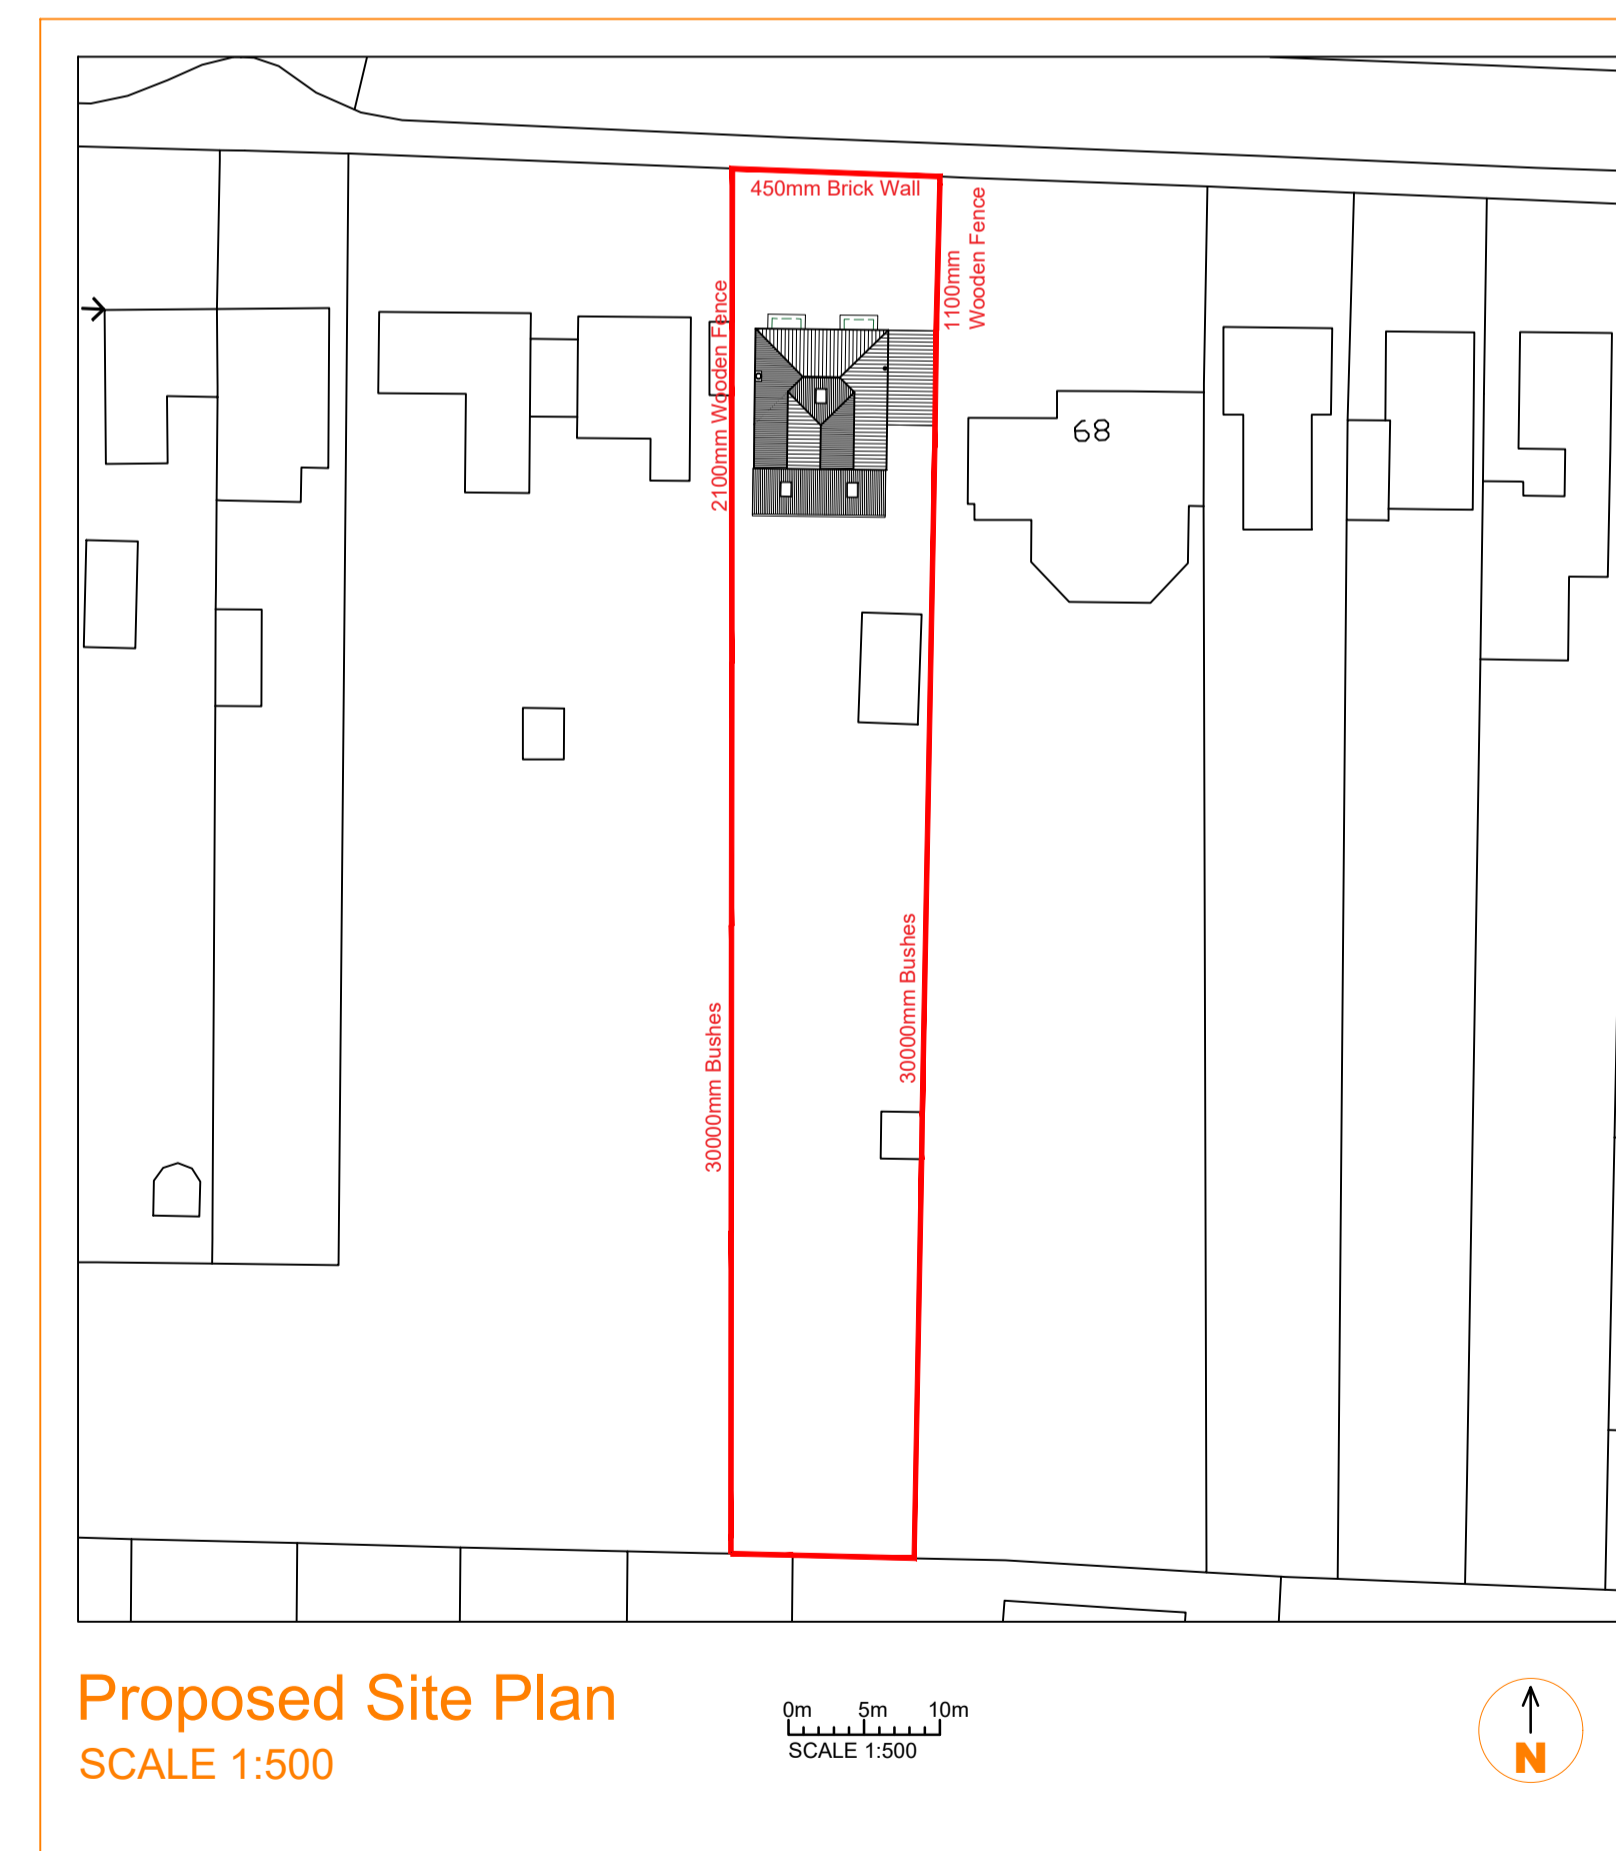 450mm Brick Wall
1100mm
Wooden Fence
2100mm Wooden Fence
68
30000mm Bushes
30000mm Bushes
Proposed Site Plan
SCALE 1:500
0m 5m 10m
SCALE 1:500
N